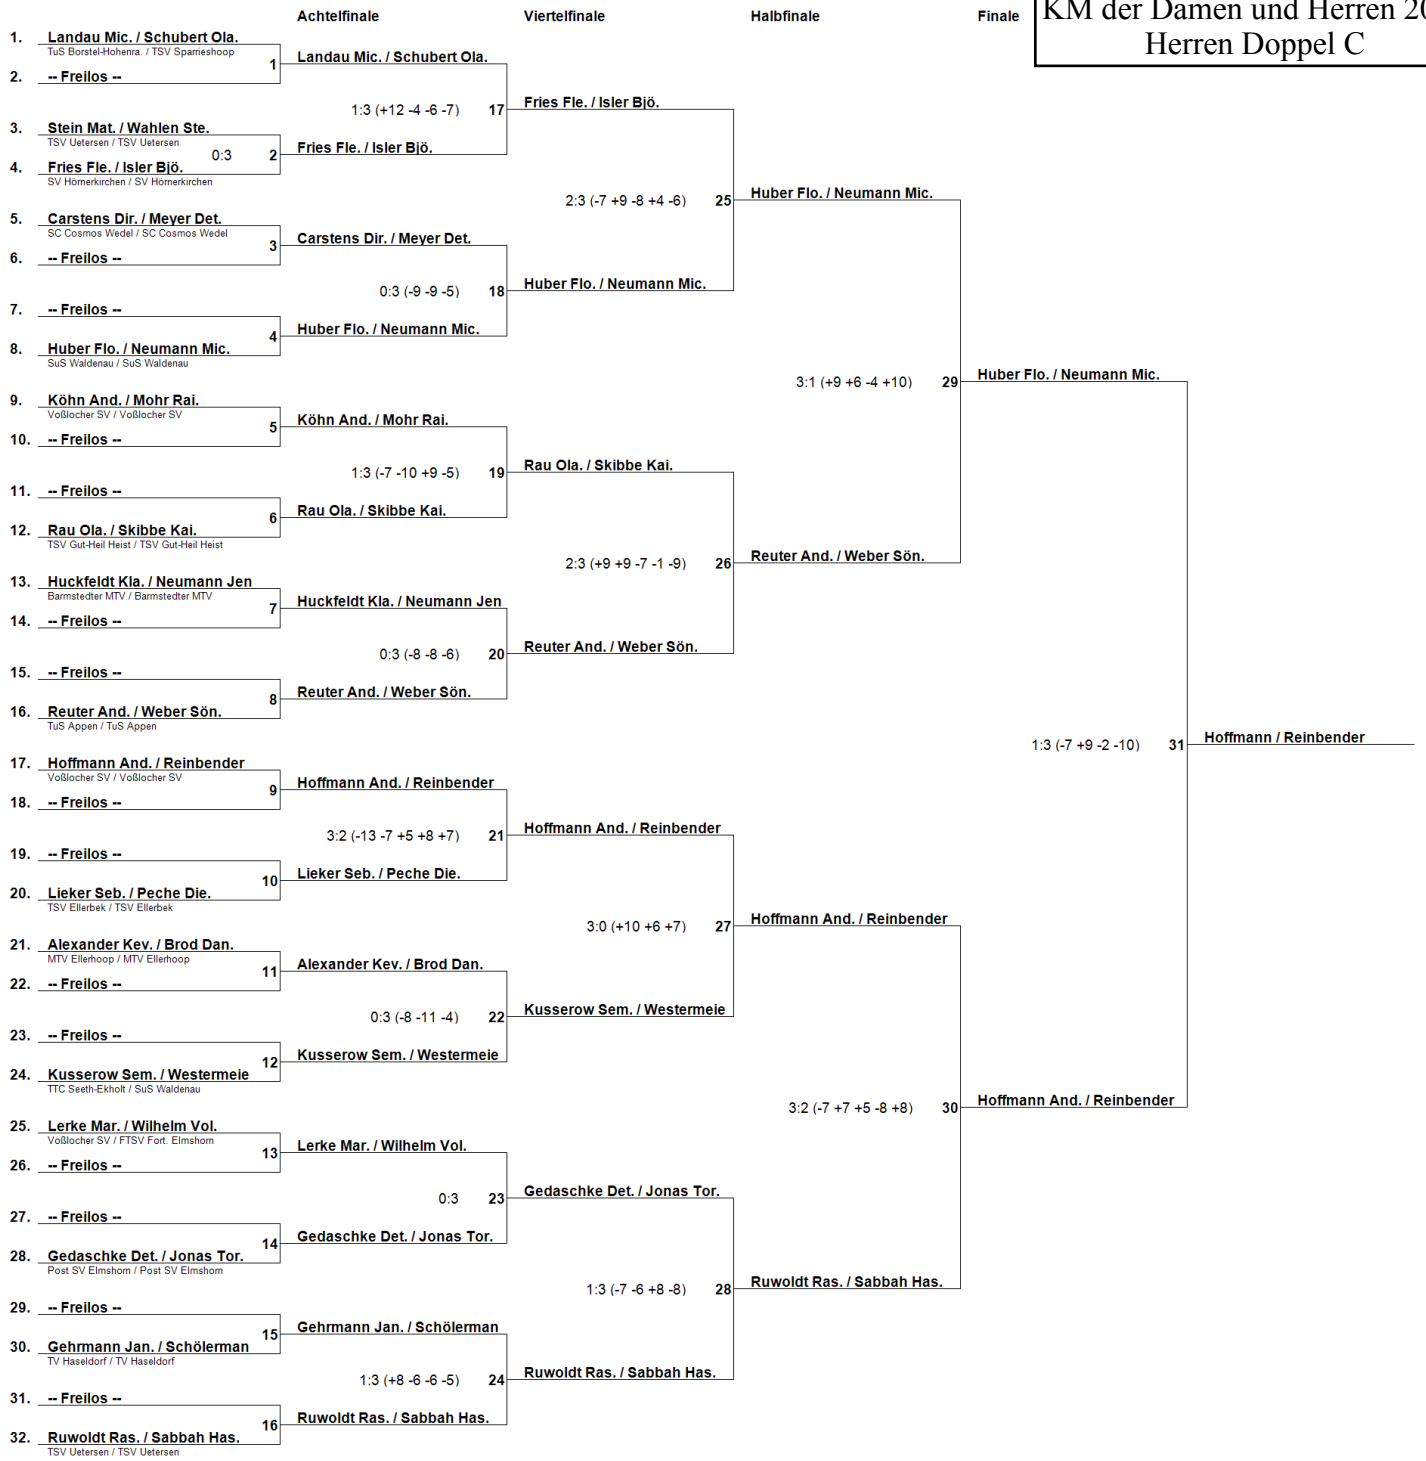 Achtelfinale
Viertelfinale
Halbfinale
Finale
KM der Damen und Herren
Herren Doppel C
1. Landau Mic. / Schubert Ola.
TuS Borstel-Hohenra. / TSV Sparrieshoop
2. -- Freilos --
1
3. Stein Mat. / Wahlen Ste.
TSV Uetersen / TSV Uetersen
0:3 2
4. Fries Fle. / Isler Bjö.
SV Hörnerkirchen / SV Hörnerkirchen
5. Carstens Dir. / Meyer Det.
SC Cosmos Wedel / SC Cosmos Wedel
3
6. -- Freilos --
7. -- Freilos --
4
8. Huber Flo. / Neumann Mic.
SuS Waldenau / SuS Waldenau
9. Köhn And. / Mohr Rai.
Voßlocher SV / Voßlocher SV
5
10. -- Freilos --
11. -- Freilos --
6
12. Rau Ola. / Skibbe Kai.
TSV Gut-Heil Heist / TSV Gut-Heil Heist
13. Huckfeldt Kla. / Neumann Jen
Barmstedter MTV / Barmstedter MTV
7
14. -- Freilos --
15. -- Freilos --
8
16. Reuter And. / Weber Sön.
TuS Appen / TuS Appen
17. Hoffmann And. / Reinbender
Voßlocher SV / Voßlocher SV
9
18. -- Freilos --
19. -- Freilos --
10
20. Lieker Seb. / Peche Die.
TSV Ellerbek / TSV Ellerbek
21. Alexander Kev. / Brod Dan.
MTV Ellerhoop / MTV Ellerhoop
11
22. -- Freilos --
23. -- Freilos --
12
24. Kusserow Sem. / Westermeie
TTC Seeth-Ekholt / SuS Waldenau
25. Lerke Mar. / Wilhelm Vol.
Voßlocher SV / FTSV Fort. Elmshorn
13
26. -- Freilos --
27. -- Freilos --
14
28. Gedaschke Det. / Jonas Tor.
Post SV Elmshorn / Post SV Elmshorn
29. -- Freilos --
15
30. Gehrmann Jan. / Schölerman
TV Haseldorf / TV Haseldorf
31. -- Freilos --
16
32. Ruwoldt Ras. / Sabbah Has.
TSV Uetersen / TSV Uetersen
Landau Mic. / Schubert Ola.
1:3 (+12 -4 -6 -7) 17
Fries Fle. / Isler Bjö.
Carstens Dir. / Meyer Det.
0:3 (-9 -9 -5) 18
Huber Flo. / Neumann Mic.
Köhn And. / Mohr Rai.
1:3 (-7 -10 +9 -5) 19
Rau Ola. / Skibbe Kai.
Huckfeldt Kla. / Neumann Jen
0:3 (-8 -8 -6) 20
Reuter And. / Weber Sön.
Hoffmann And. / Reinbender
3:2 (-13 -7 +5 +8 +7) 21
Lieker Seb. / Peche Die.
Alexander Kev. / Brod Dan.
0:3 (-8 -11 -4) 22
Kusserow Sem. / Westermeie
Lerke Mar. / Wilhelm Vol.
0:3 23
Gedaschke Det. / Jonas Tor.
Gehrmann Jan. / Schölerman
1:3 (+8 -6 -6 -5) 24
Ruwoldt Ras. / Sabbah Has.
Fries Fle. / Isler Bjö.
2:3 (-7 +9 -8 +4 -6) 25
Huber Flo. / Neumann Mic.
Rau Ola. / Skibbe Kai.
2:3 (+9 +9 -7 -1 -9) 26
Reuter And. / Weber Sön.
Hoffmann And. / Reinbender
3:0 (+10 +6 +7) 27
Kusserow Sem. / Westermeie
Gedaschke Det. / Jonas Tor.
1:3 (-7 -6 +8 -8) 28
Ruwoldt Ras. / Sabbah Has.
Huber Flo. / Neumann Mic.
3:1 (+9 +6 -4 +10) 29
Reuter And. / Weber Sön.
Hoffmann And. / Reinbender
3:2 (-7 +7 +5 -8 +8) 30
Ruwoldt Ras. / Sabbah Has.
Huber Flo. / Neumann Mic.
1:3 (-7 +9 -2 -10) 31
Hoffmann And. / Reinbender
Hoffmann / Reinbender